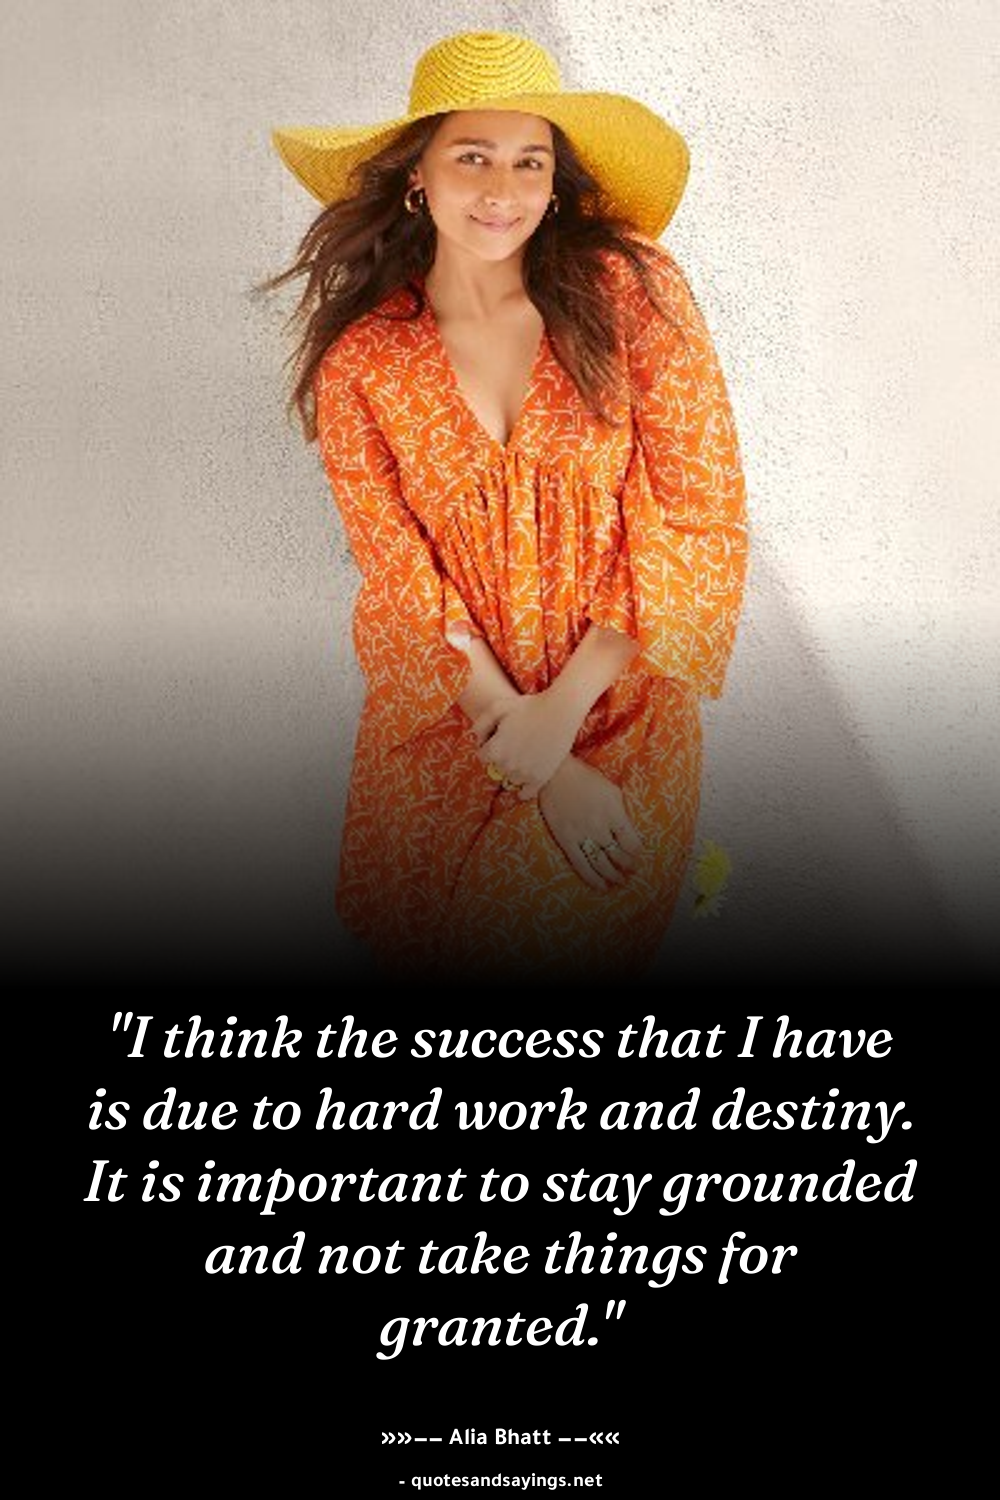 "I think the success that I have
is due to hard work and destiny.
It is important to stay grounded
and not take things for
granted."
»»–– Alia Bhatt ––««
- quotesandsayings.net